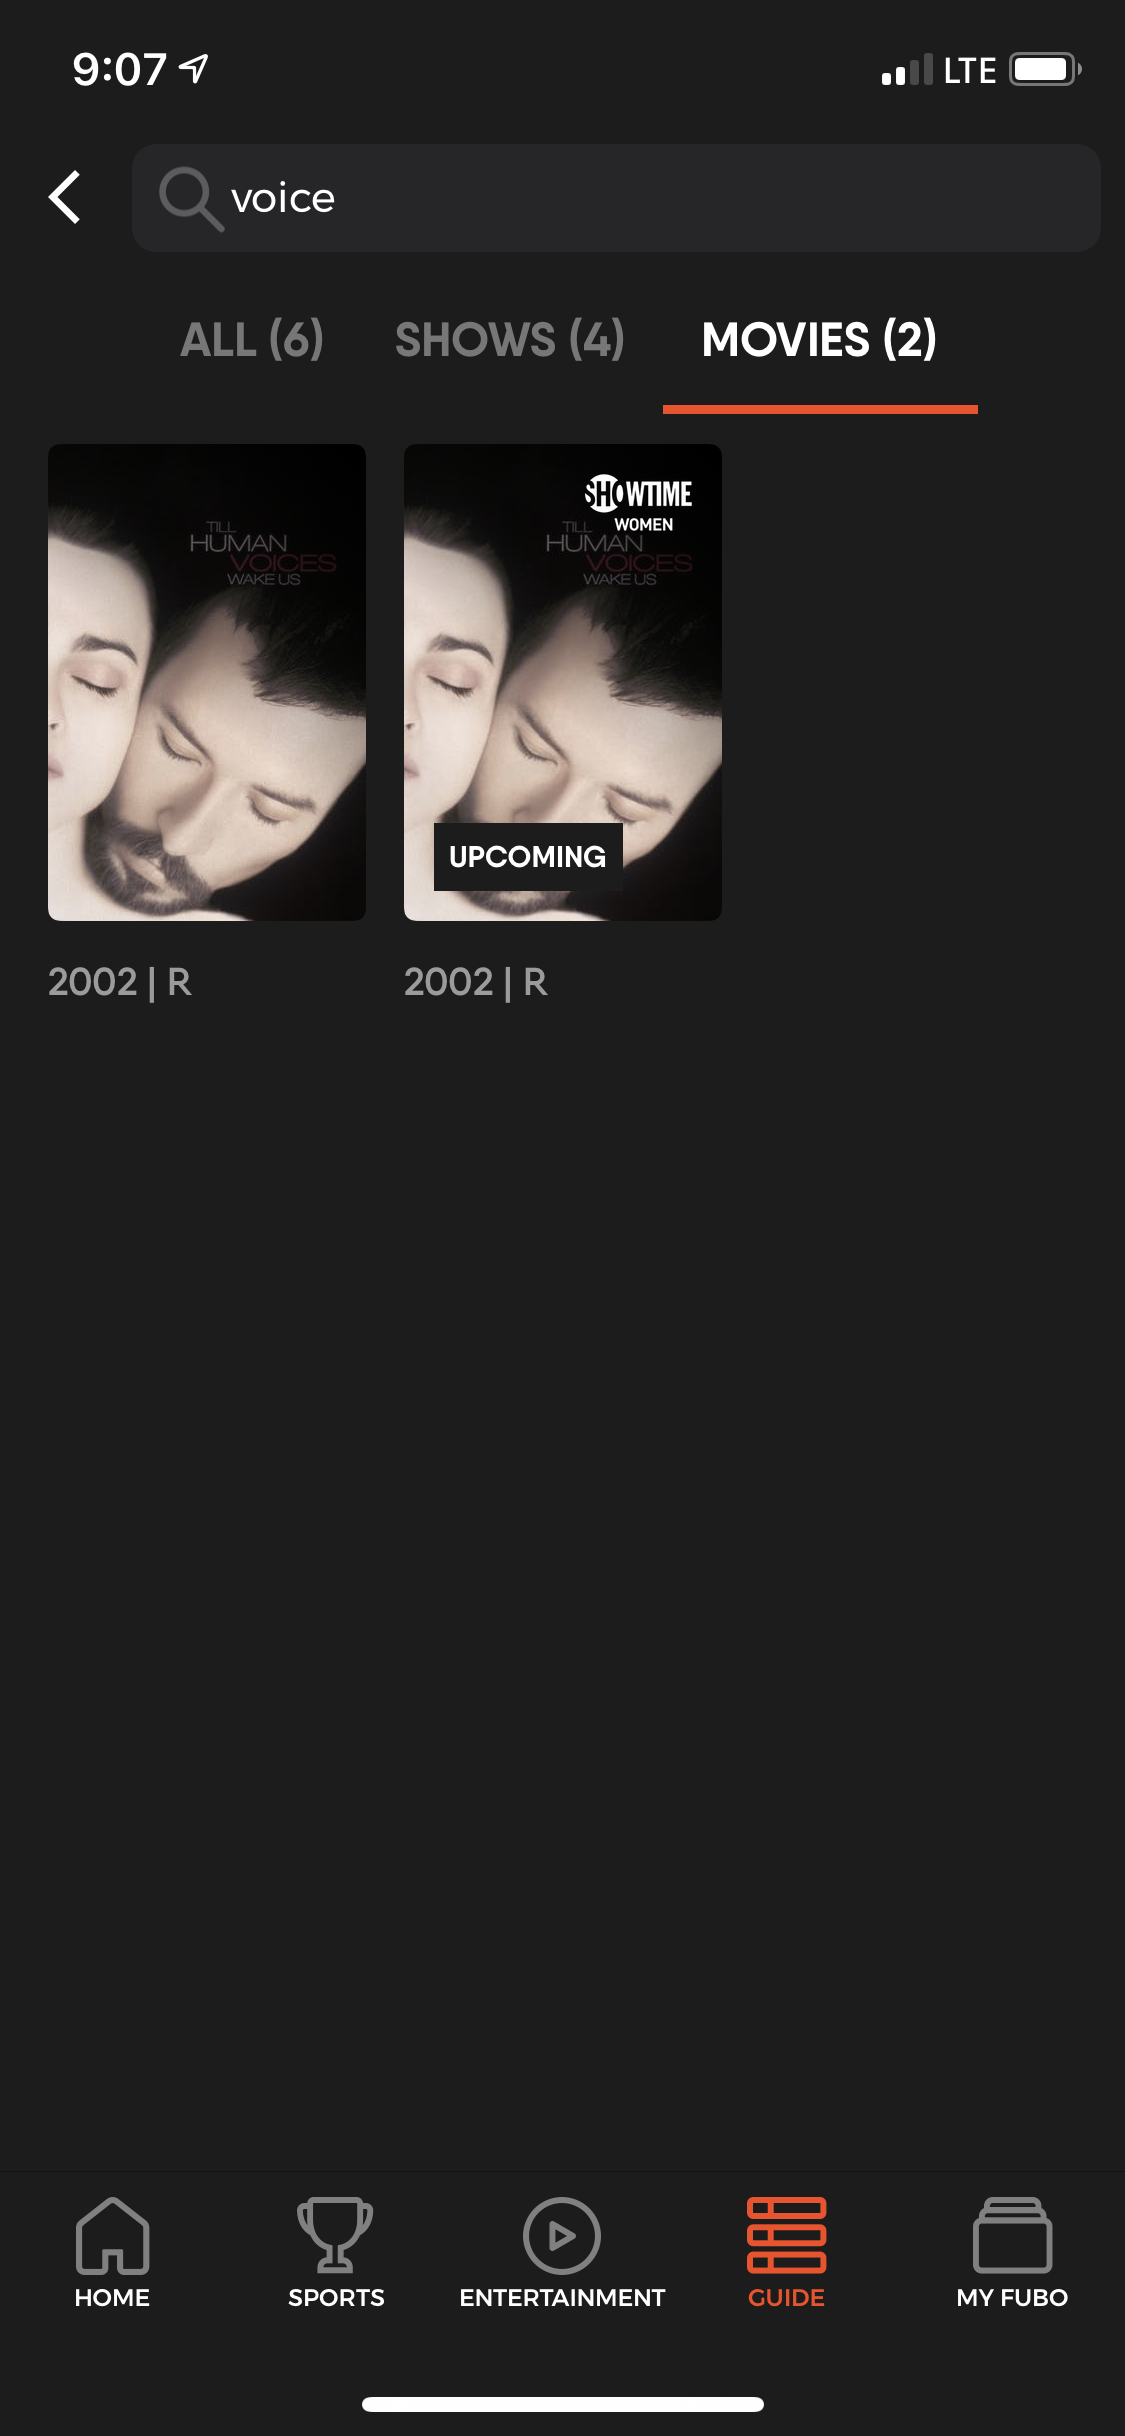 9:07
LTE
voice
ALL (6) SHOWS (4) MOVIES (2)
TILL
HUMAN
VOICES
WAKE US
SHOWTIME
WOMEN
TILL
HUMAN
VOICES
WAKE US
UPCOMING
2002 | R
2002 | R
HOME
SPORTS
ENTERTAINMENT
GUIDE
MY FUBO